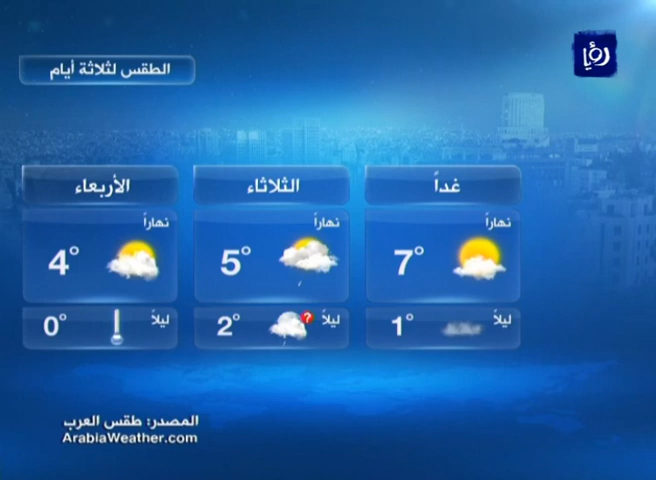 رؤيا
الطقس لثلاثة أيام
غداً
الثلاثاء
الأربعاء
نهاراً
7°
نهاراً
5°
نهاراً
4°
ليلاً
1°
ليلاً
?
2°
ليلاً
0°
المصدر: طقس العرب
ArabiaWeather.com